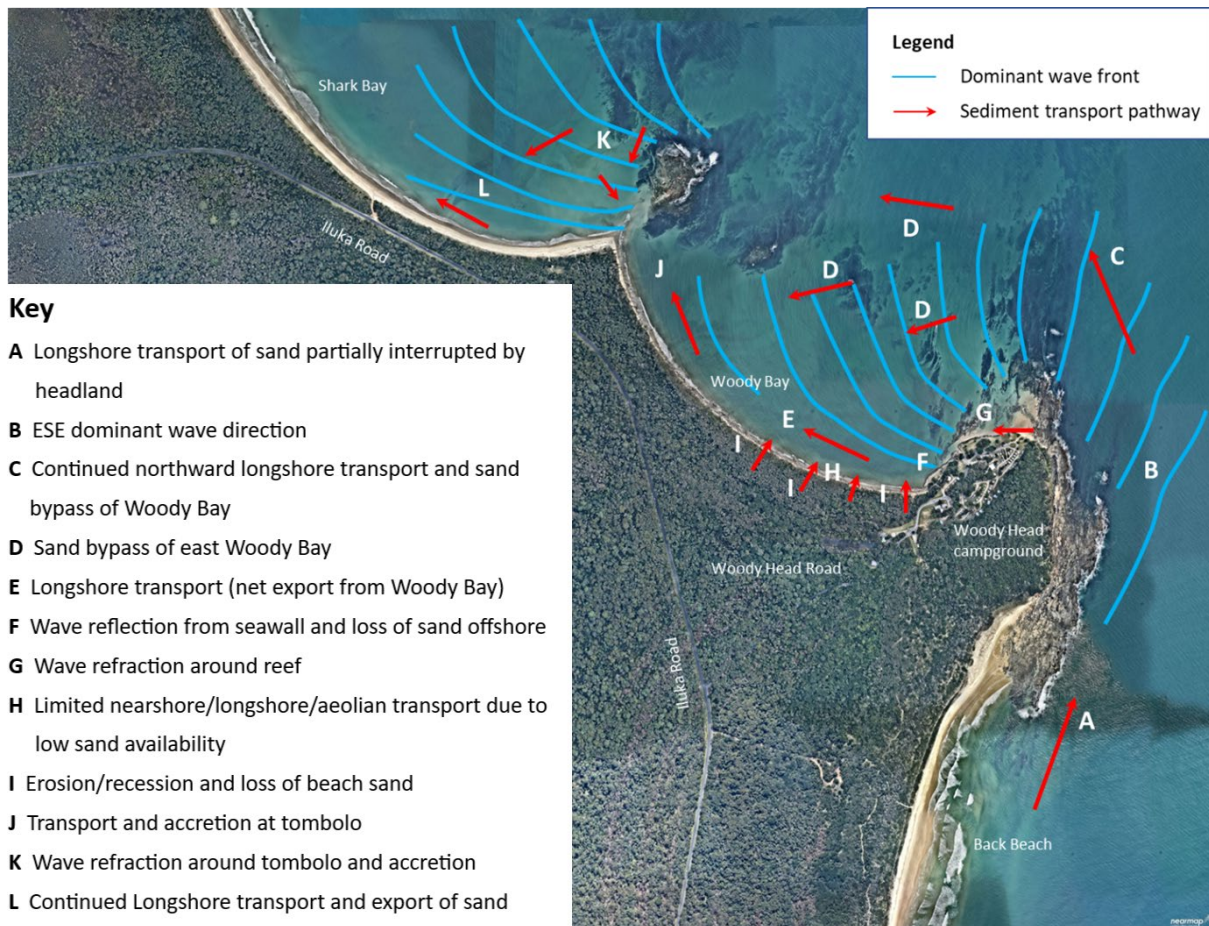 Legend
Dominant wave front
Sediment transport pathway
Shark Bay
K
L
D
C
Iluka Road
J
D
D
Woody Bay
G
E
I
F
B
H
I
I
Woody Head
campground
Woody Head Road
Iluka Road
A
Back Beach
nearmap
Key
A Longshore transport of sand partially interrupted by
headland
B ESE dominant wave direction
C Continued northward longshore transport and sand
bypass of Woody Bay
D Sand bypass of east Woody Bay
E Longshore transport (net export from Woody Bay)
F Wave reflection from seawall and loss of sand offshore
G Wave refraction around reef
H Limited nearshore/longshore/aeolian transport due to
low sand availability
I Erosion/recession and loss of beach sand
J Transport and accretion at tombolo
K Wave refraction around tombolo and accretion
L Continued Longshore transport and export of sand